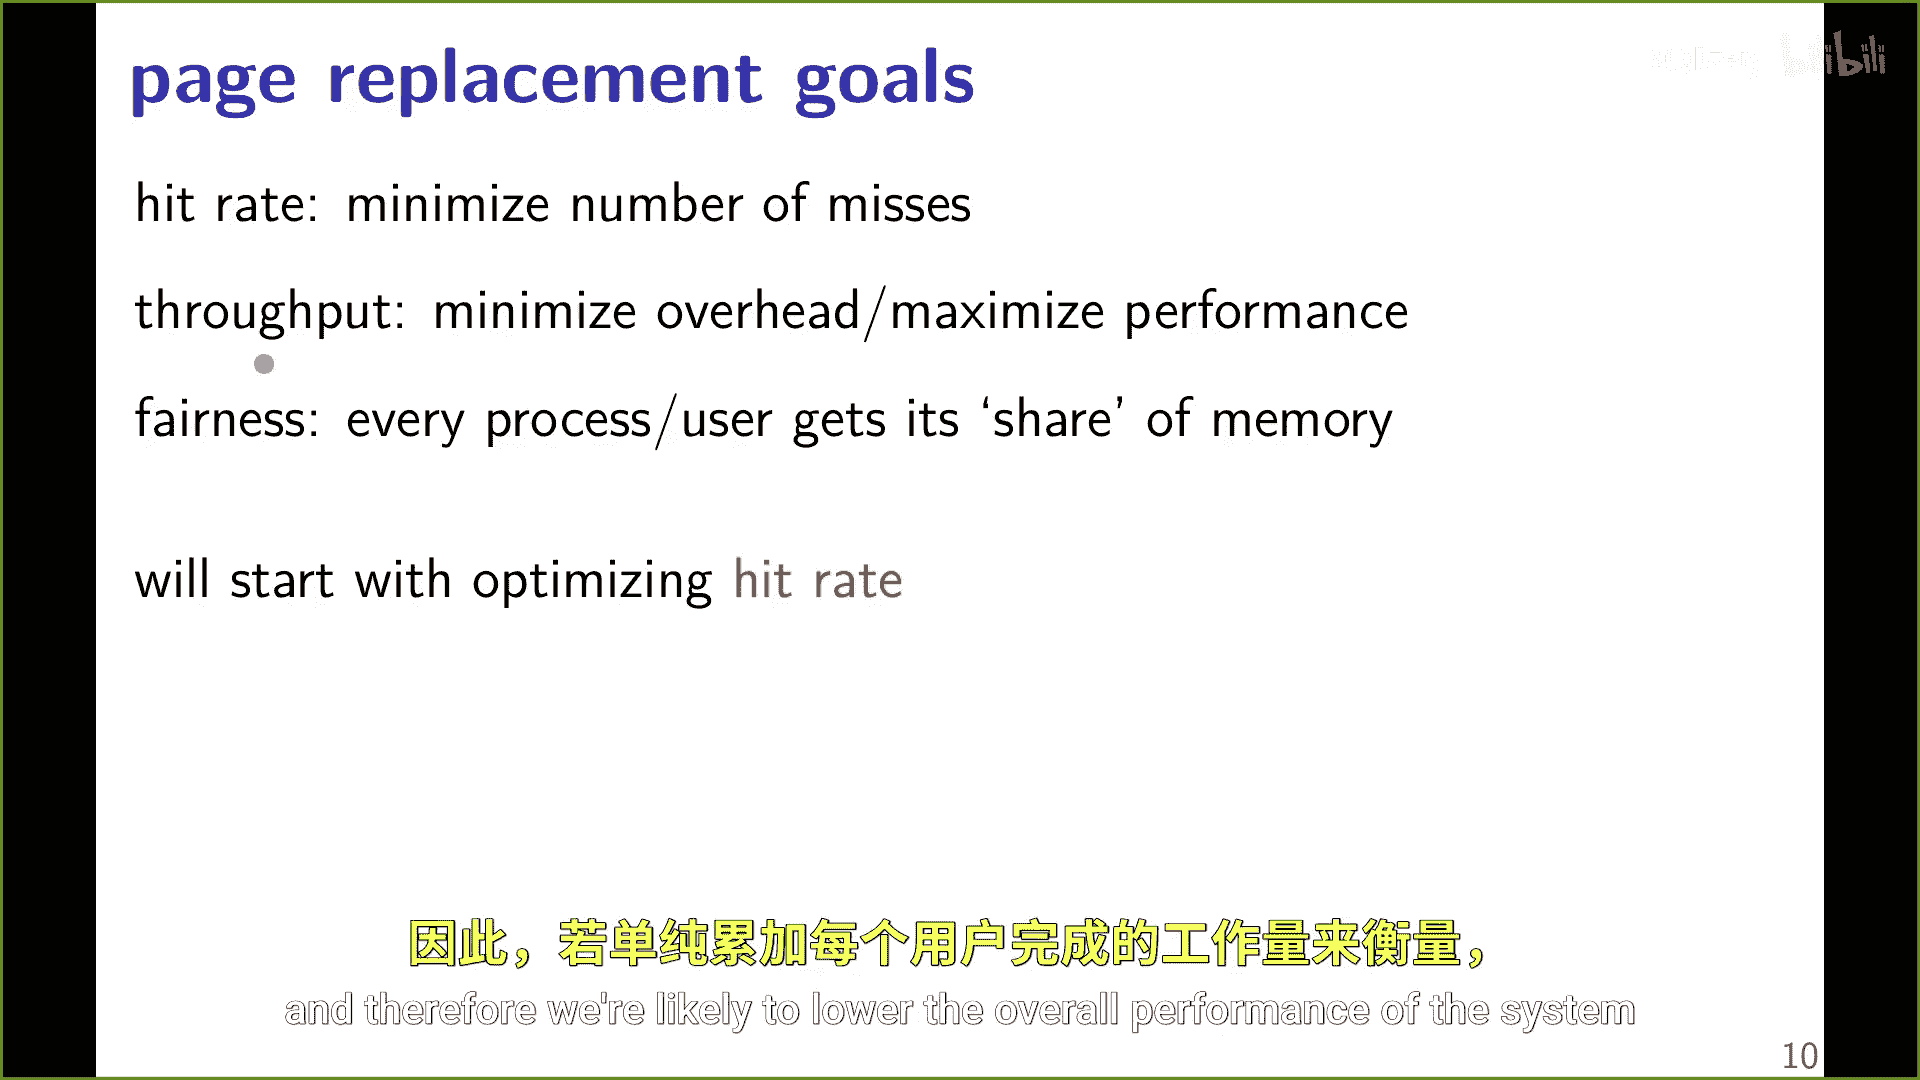 page replacement goals
bilibili
hit rate: minimize number of misses
throughput: minimize overhead/maximize performance
fairness: every process/user gets its ‘share’ of memory
will start with optimizing hit rate
因此，若单纯累加每个用户完成的工作量来衡量，
and therefore we're likely to lower the overall performance of the system
10